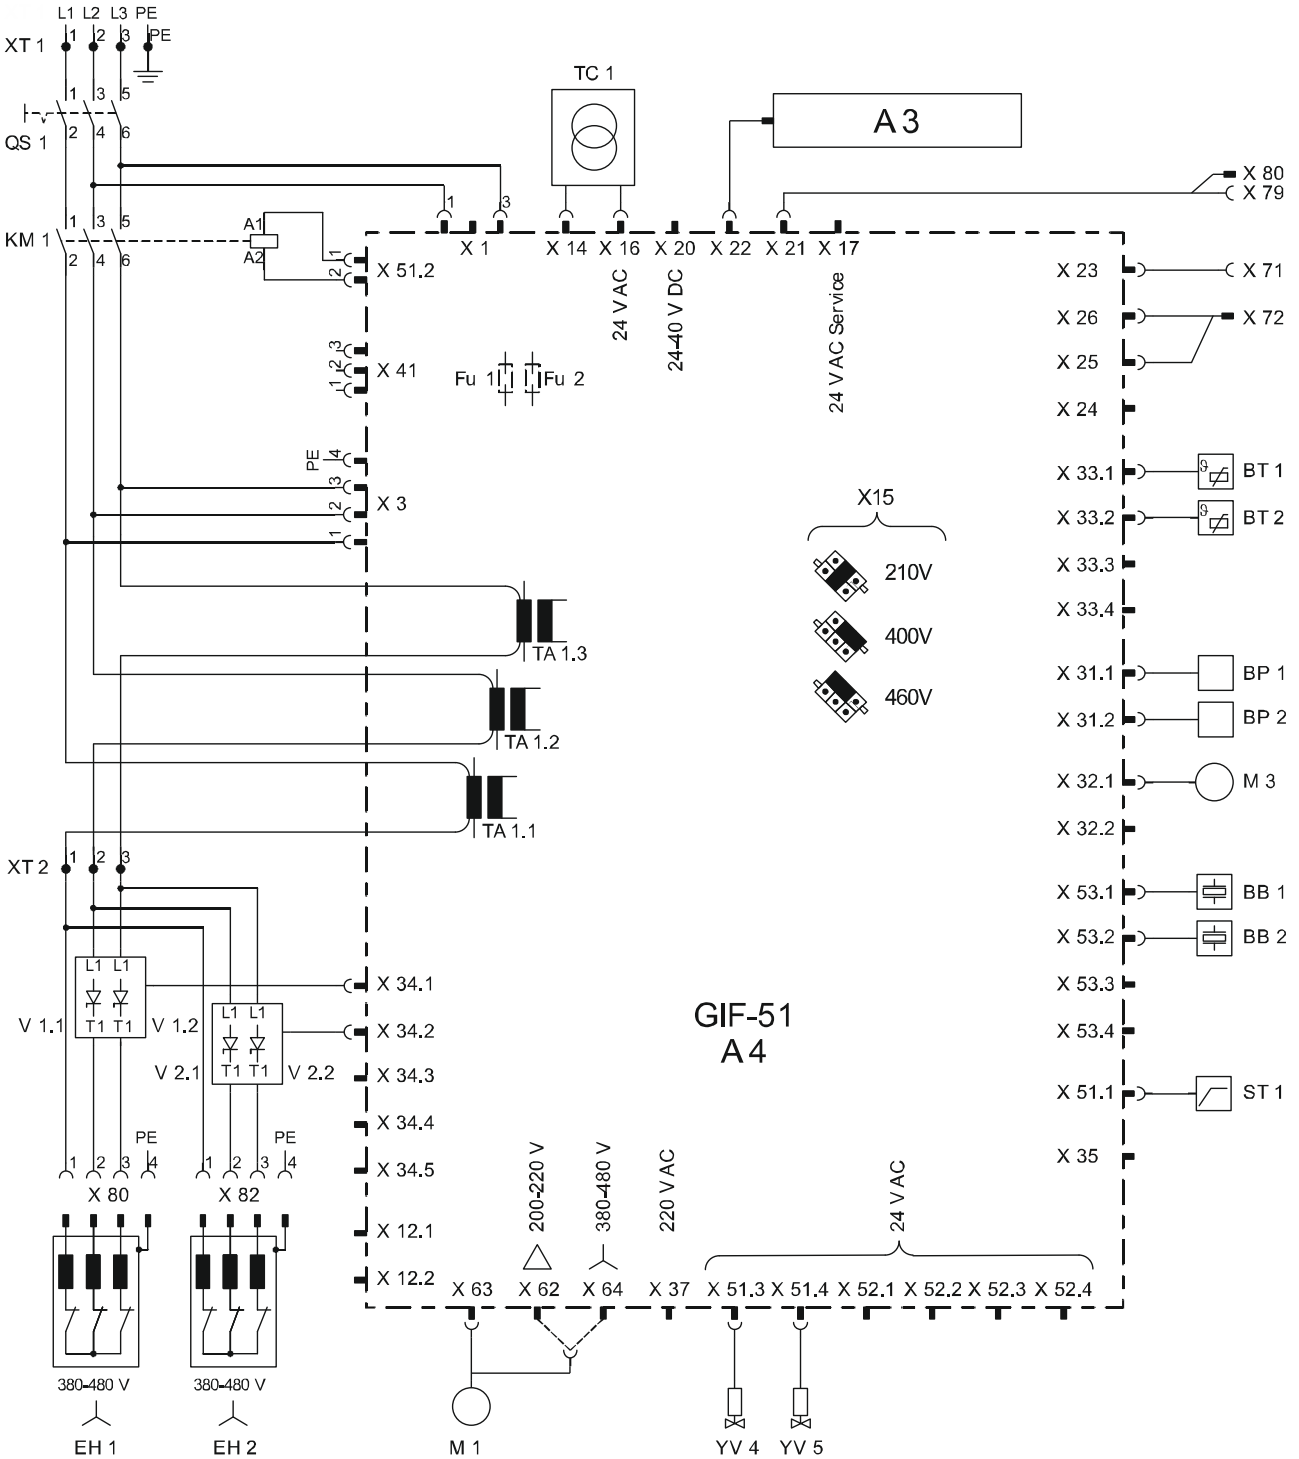 L1 L2 L3 PE
XT 1 1 2 3 PE
1 3 5
QS 1 2 4 6
TC 1
A 3
X 80
X 79
1 3
KM 1 1 3 5 A1
2 4 6 A2
1
2
X 51.2
X 1 X 14 X 16 X 20 X 22 X 21 X 17
24 V AC
24-40 V DC
24 V AC Service
X 23 X 71
X 26 X 72
X 25
X 24
3
2
1
X 41
Fu 1 Fu 2
PE 4
3
2
1
X 3
X15
210V
400V
460V
X 33.1 BT 1
ϑ
X 33.2 BT 2
ϑ
X 33.3
X 33.4
TA 1.3
TA 1.2
TA 1.1
X 31.1 BP 1
X 31.2 BP 2
X 32.1 M 3
X 32.2
X 53.1 BB 1
X 53.2 BB 2
X 53.3
X 53.4
X 51.1 ST 1
X 35
XT 2 1 2 3
L1 L1
V 1.1 T1 T1 V 1.2
L1 L1
V 2.1 T1 T1 V 2.2
X 34.1
X 34.2
X 34.3
X 34.4
X 34.5
X 12.1
X 12.2
GIF-51
A 4
PE PE
1 2 3 4 1 2 3 4
X 80 X 82
200-220 V
380-480 V
220 V AC
24 V AC
X 63 X 62 X 64 X 37 X 51.3 X 51.4 X 52.1 X 52.2 X 52.3 X 52.4
380-480 V 380-480 V
EH 1 EH 2 M 1 YV 4 YV 5